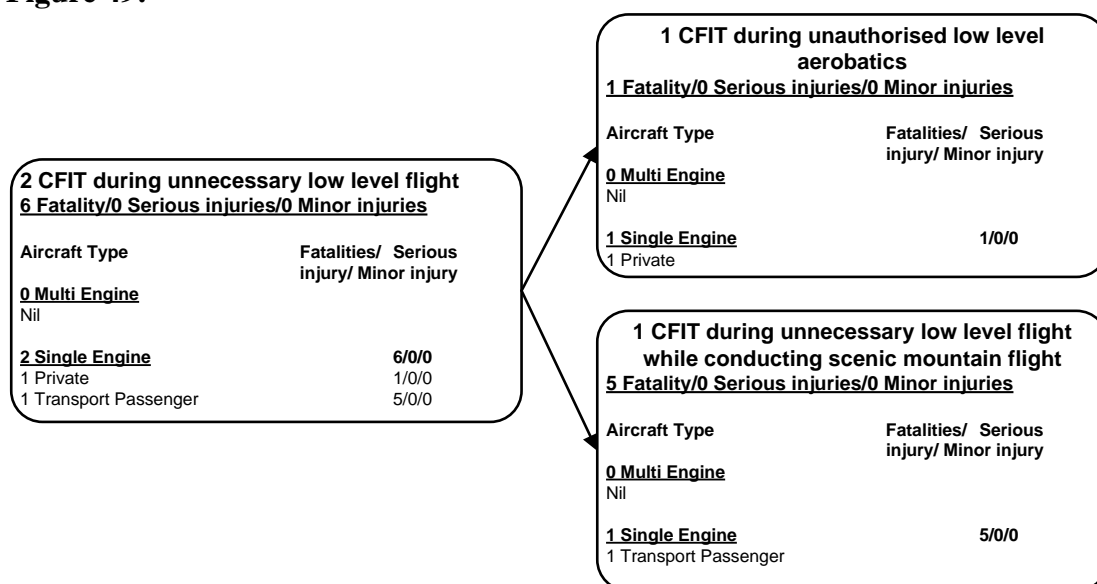 Figure 49:
2 CFIT during unnecessary low level flight
6 Fatality/0 Serious injuries/0 Minor injuries
Aircraft Type Fatalities/ Serious
injury/ Minor injury
0 Multi Engine
Nil
2 Single Engine 6/0/0
1 Private 1/0/0
1 Transport Passenger 5/0/0
1 CFIT during unauthorised low level
aerobatics
1 Fatality/0 Serious injuries/0 Minor injuries
Aircraft Type Fatalities/ Serious
injury/ Minor injury
0 Multi Engine
Nil
1 Single Engine 1/0/0
1 Private
1 CFIT during unnecessary low level flight
while conducting scenic mountain flight
5 Fatality/0 Serious injuries/0 Minor injuries
Aircraft Type Fatalities/ Serious
injury/ Minor injury
0 Multi Engine
Nil
1 Single Engine 5/0/0
1 Transport Passenger